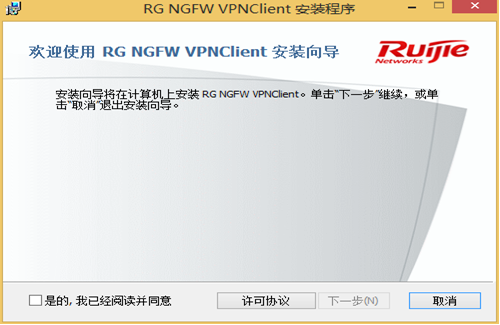 RG NGFW VPNClient 安装程序
欢迎使用 RG NGFW VPNClient 安装向导
Ruijie
Networks
安装向导将在计算机上安装 RG NGFW VPNClient。单击“下一步”继续，或单
击“取消”退出安装向导。
是的, 我已经阅读并同意
许可协议
下一步(N)
取消